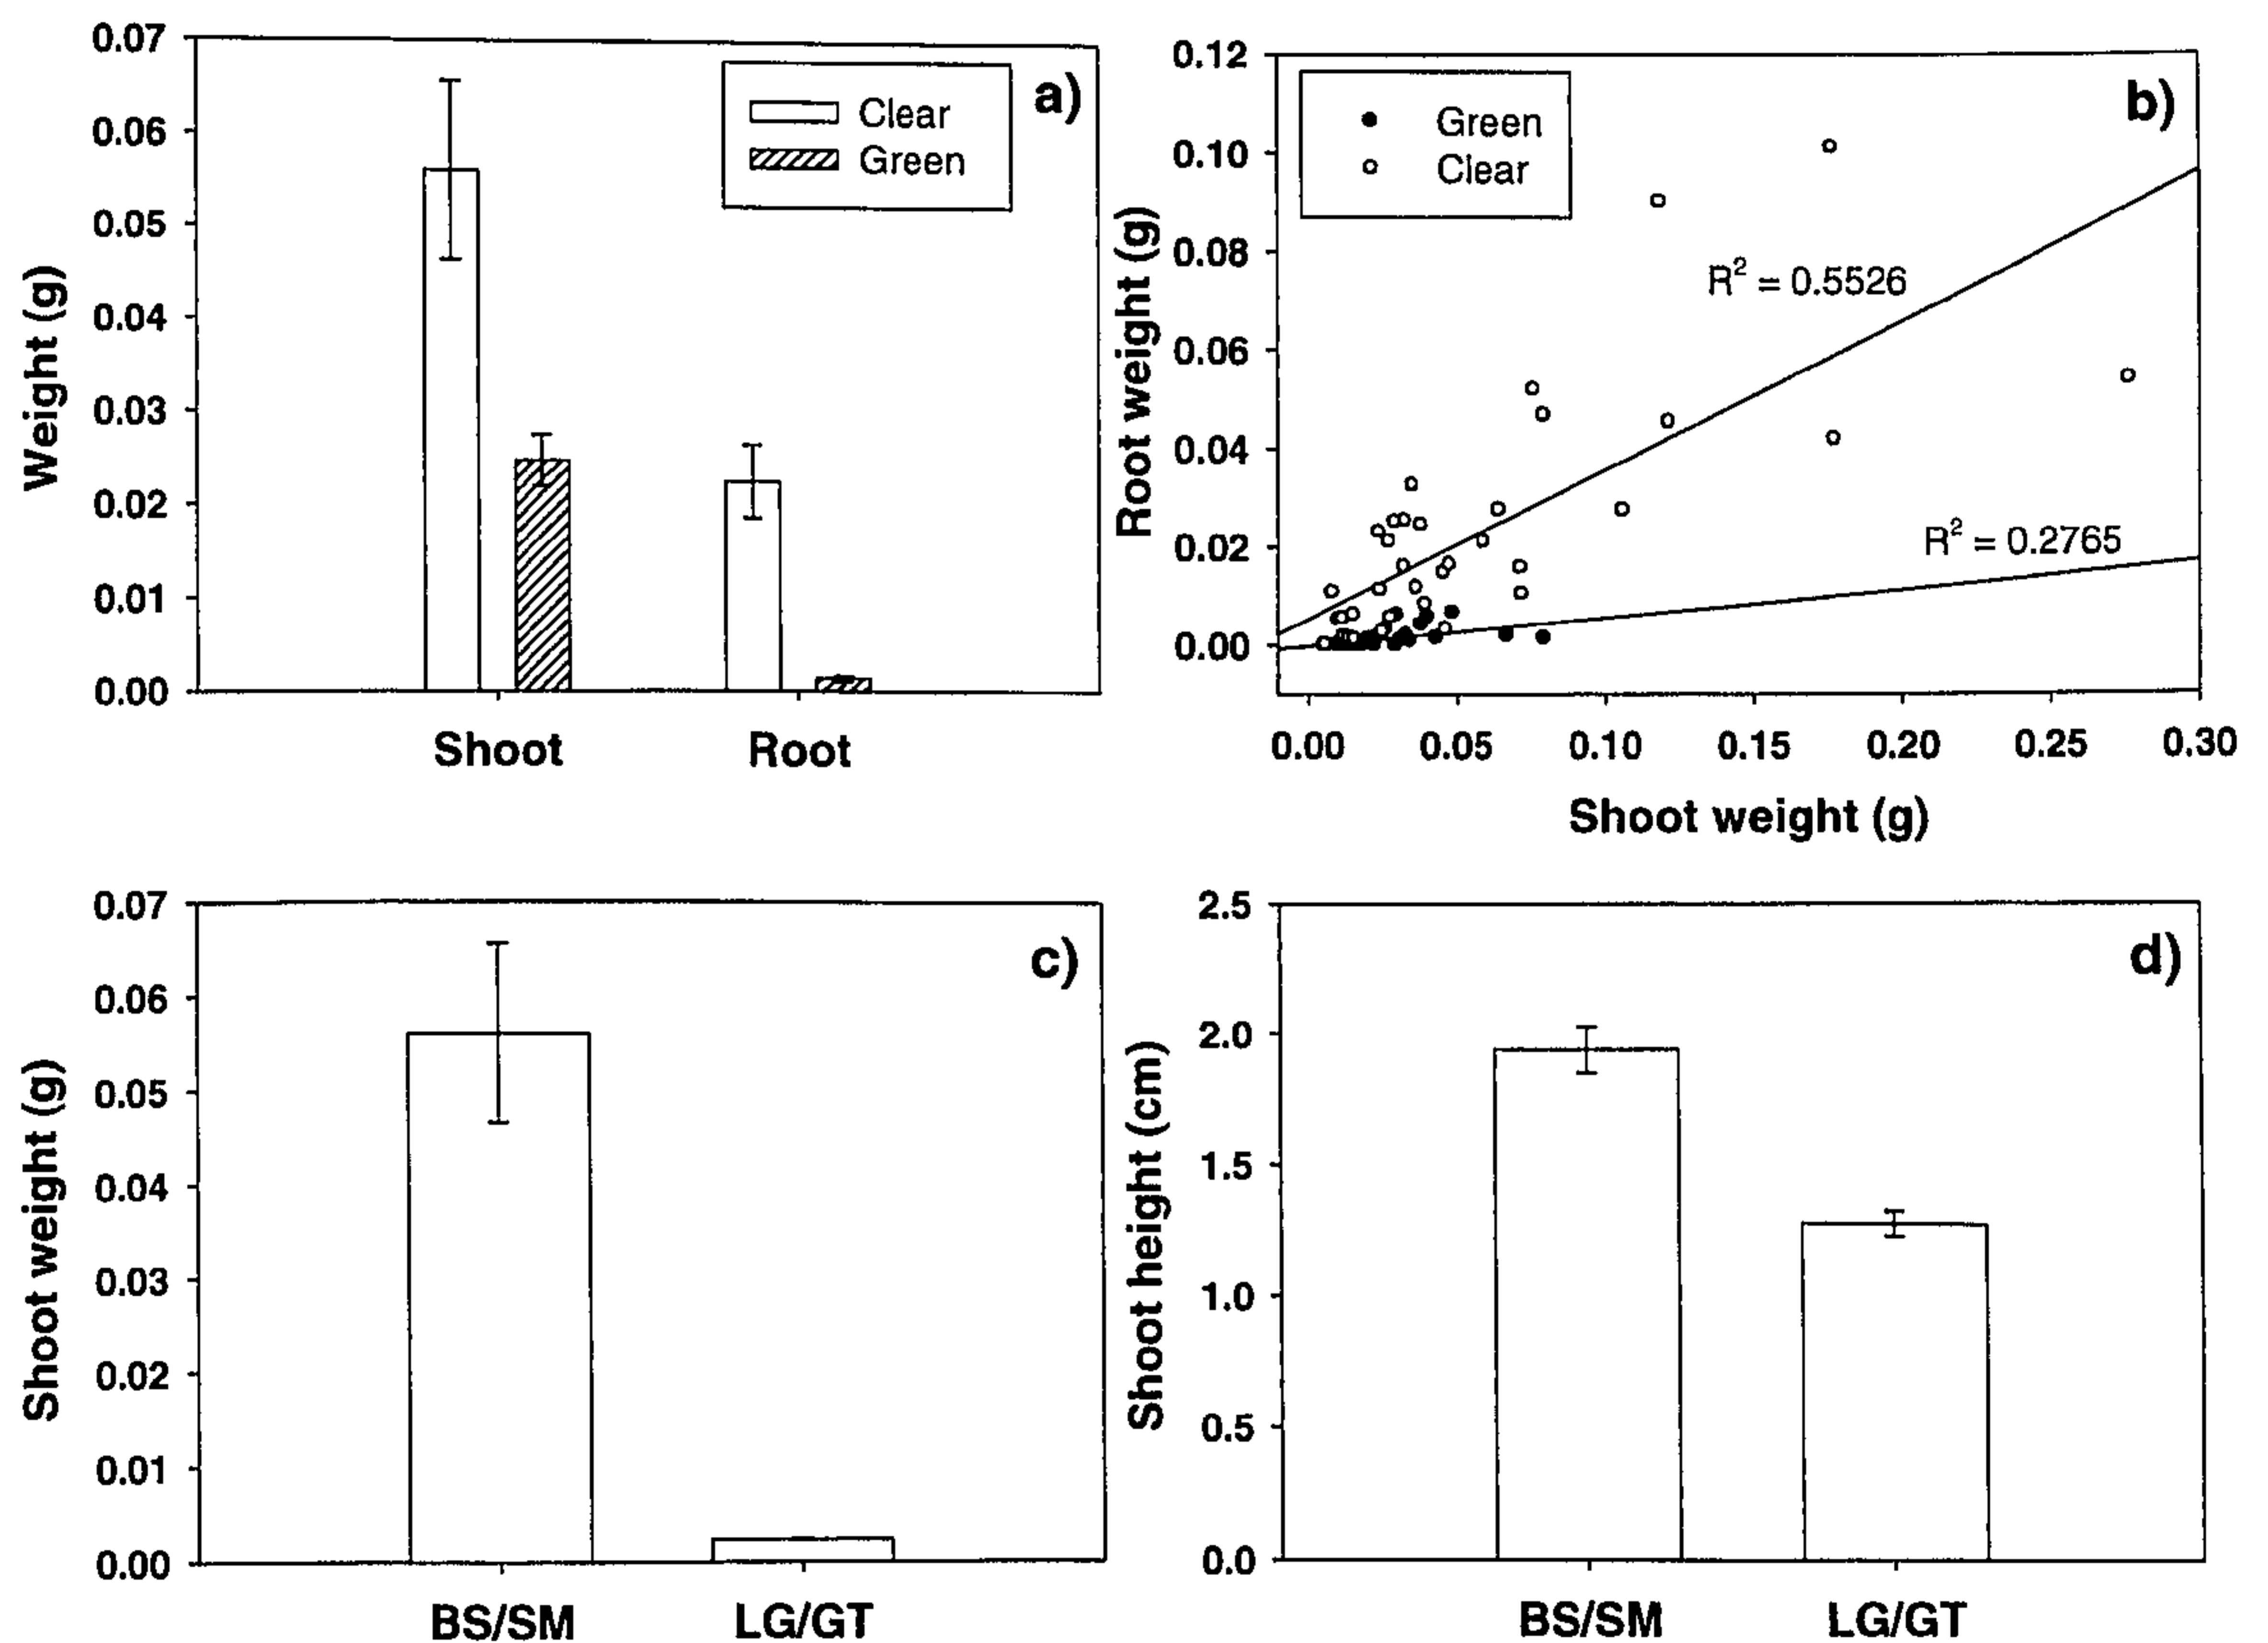 0.07
0.06
0.05
0.04
0.03
0.02
0.01
0.00
Weight (g)
Clear
Green
a)
Shoot Root
0.12
0.10
0.08
0.06
0.04
0.02
0.00
Root weight (g)
Green
Clear
b)
R² = 0.5526
R² = 0.2765
0.00 0.05 0.10 0.15 0.20 0.25 0.30
Shoot weight (g)
0.07
0.06
0.05
0.04
0.03
0.02
0.01
0.00
Shoot weight (g)
c)
BS/SM LG/GT
2.5
2.0
1.5
1.0
0.5
0.0
Shoot height (cm)
d)
BS/SM LG/GT